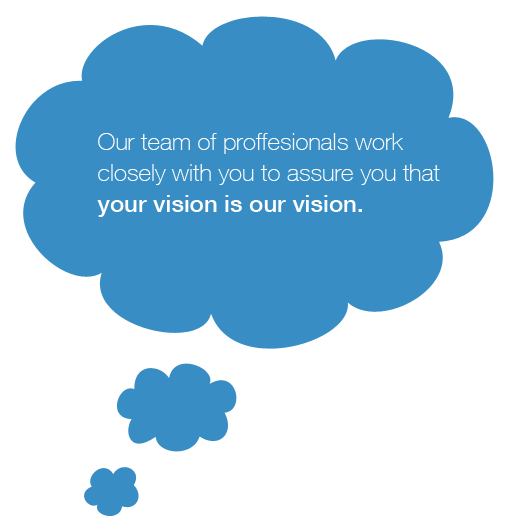 Our team of proffesionals work
closely with you to assure you that
your vision is our vision.